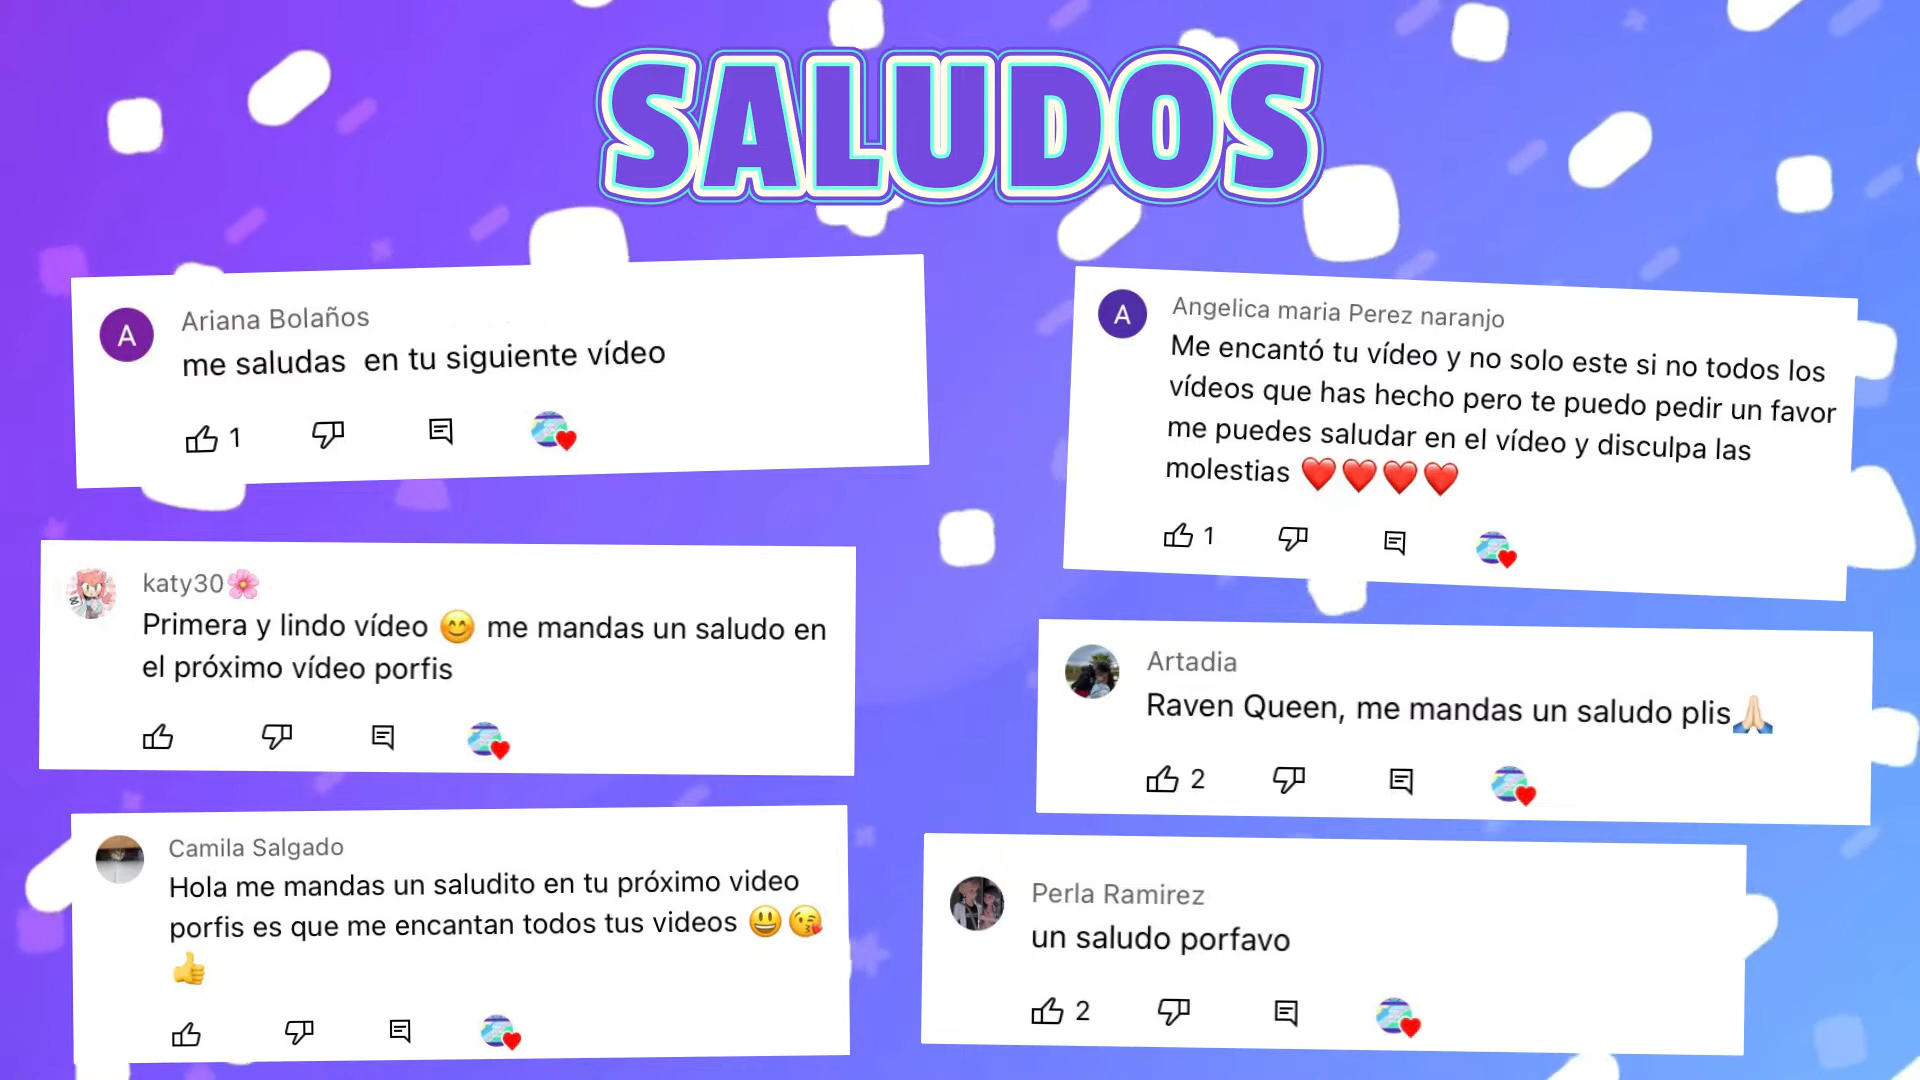 SALUDOS
A
Ariana Bolaños
me saludas en tu siguiente vídeo
1
katy30🌸
Primera y lindo vídeo 😊 me mandas un saludo en
el próximo vídeo porfis
Camila Salgado
Hola me mandas un saludito en tu próximo video
porfis es que me encantan todos tus videos 😃😘
👍
A
Angelica maria Perez naranjo
Me encantó tu vídeo y no solo este si no todos los
vídeos que has hecho pero te puedo pedir un favor
me puedes saludar en el vídeo y disculpa las
molestias ❤️❤️❤️❤️
1
Artadia
Raven Queen, me mandas un saludo plis🙏🏻
2
Perla Ramirez
un saludo porfavo
2